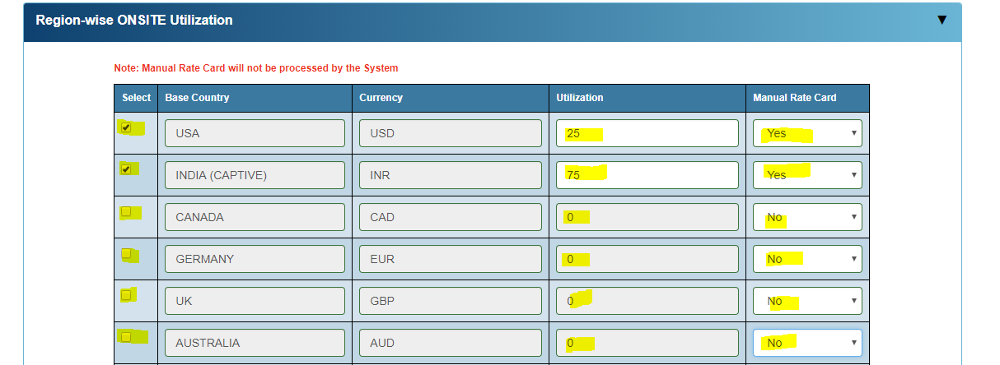 Region-wise ONSITE Utilization
Note: Manual Rate Card will not be processed by the System
Select Base Country Currency Utilization Manual Rate Card
USA USD 25 Yes
INDIA (CAPTIVE) INR 75 Yes
CANADA CAD 0 No
GERMANY EUR 0 No
UK GBP 0 No
AUSTRALIA AUD 0 No